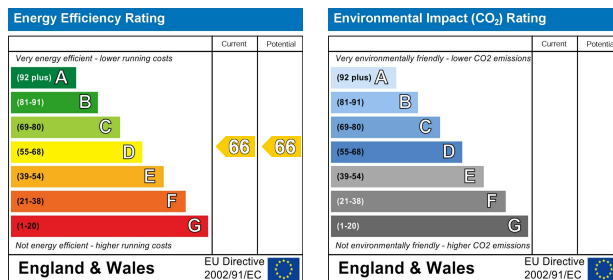 Energy Efficiency Rating
Current Potential
Very energy efficient - lower running costs
(92 plus) A
(81-91) B
(69-80) C
(55-68) D 66 66
(39-54) E
(21-38) F
(1-20) G
Not energy efficient - higher running costs
England & Wales
EU Directive
2002/91/EC
Environmental Impact (CO₂) Rating
Current Potential
Very environmentally friendly - lower CO2 emissions
(92 plus) A
(81-91) B
(69-80) C
(55-68) D
(39-54) E
(21-38) F
(1-20) G
Not environmentally friendly - higher CO2 emissions
England & Wales
EU Directive
2002/91/EC